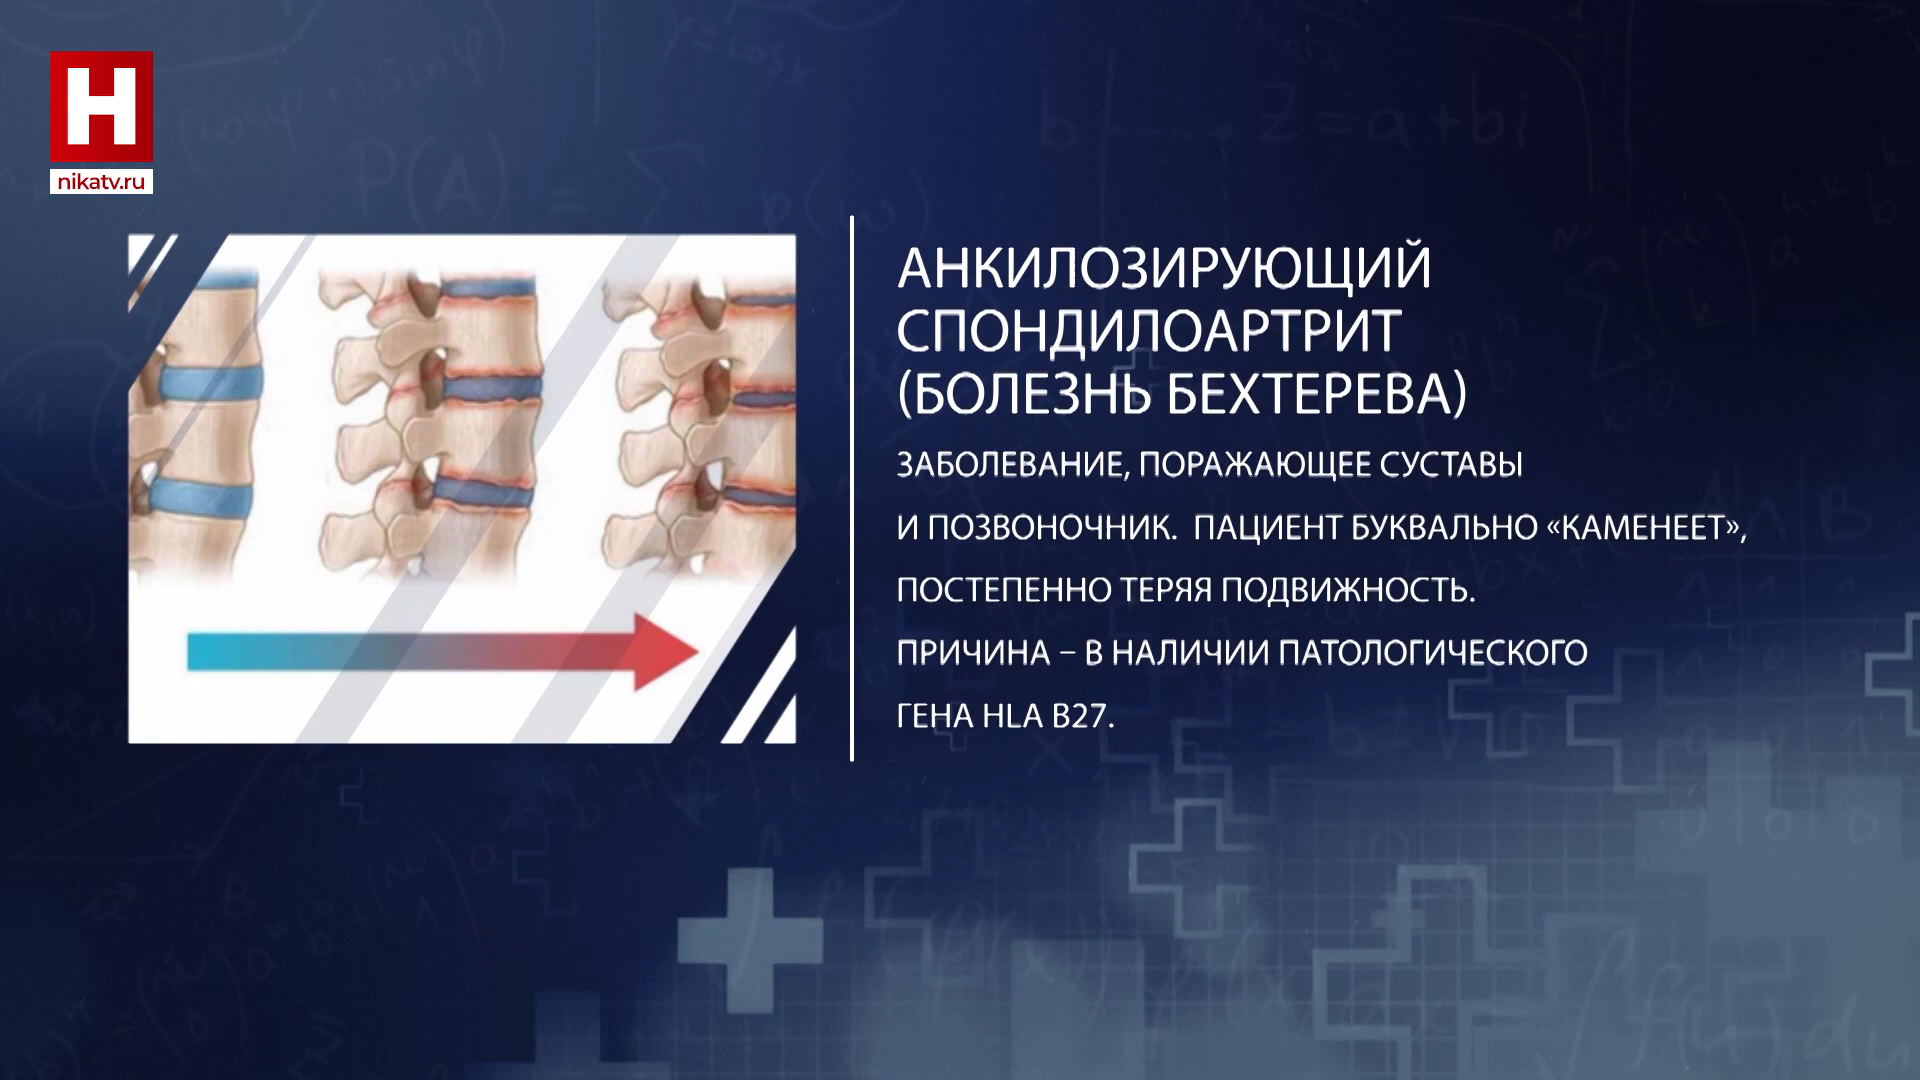 Н
nikatv.ru
АНКИЛОЗИРУЮЩИЙ
СПОНДИЛОАРТРИТ
(БОЛЕЗНЬ БЕХТЕРЕВА)
ЗАБОЛЕВАНИЕ, ПОРАЖАЮЩЕЕ СУСТАВЫ
И ПОЗВОНОЧНИК. ПАЦИЕНТ БУКВАЛЬНО «КАМЕНЕЕТ»,
ПОСТЕПЕННО ТЕРЯЯ ПОДВИЖНОСТЬ.
ПРИЧИНА – В НАЛИЧИИ ПАТОЛОГИЧЕСКОГО
ГЕНА HLA B27.
z = a + bi